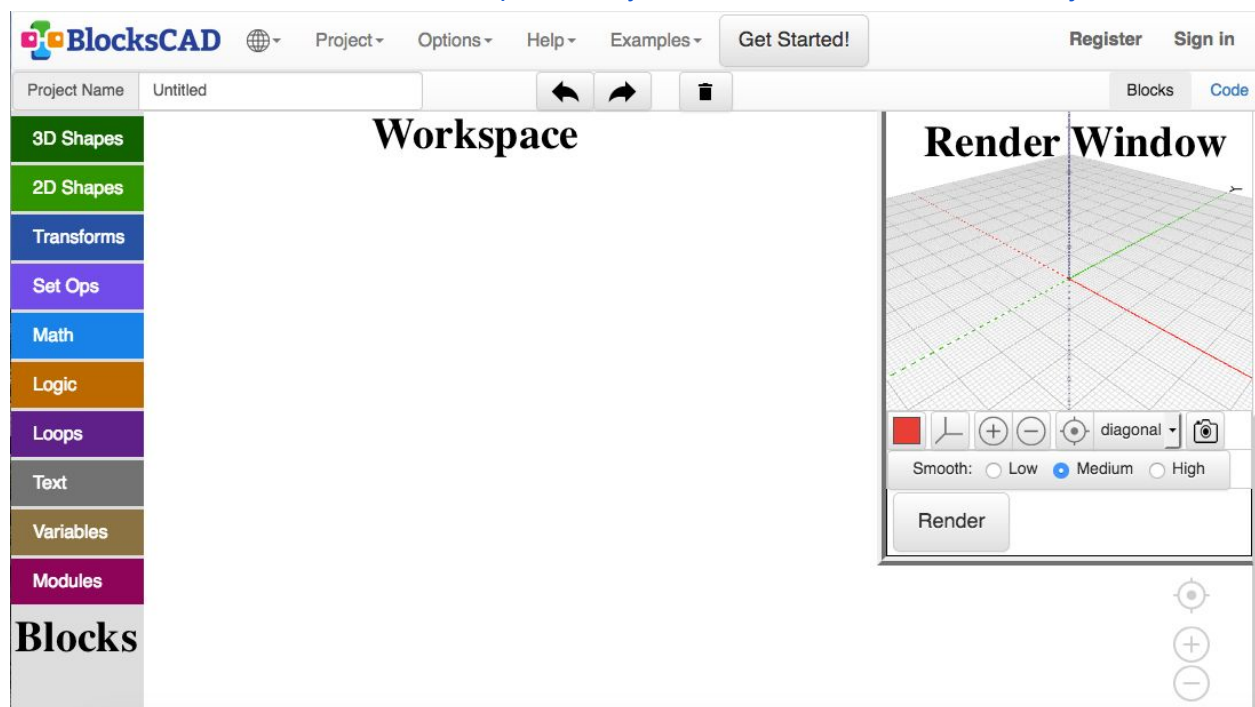 BlocksCAD Project Options Help Examples Get Started! Register Sign in
Project Name Untitled Blocks Code
Workspace
Render Window
Y
3D Shapes
2D Shapes
Transforms
Set Ops
Math
Logic
Loops
Text
Variables
Modules
Blocks
diagonal
Smooth: Low Medium High
Render